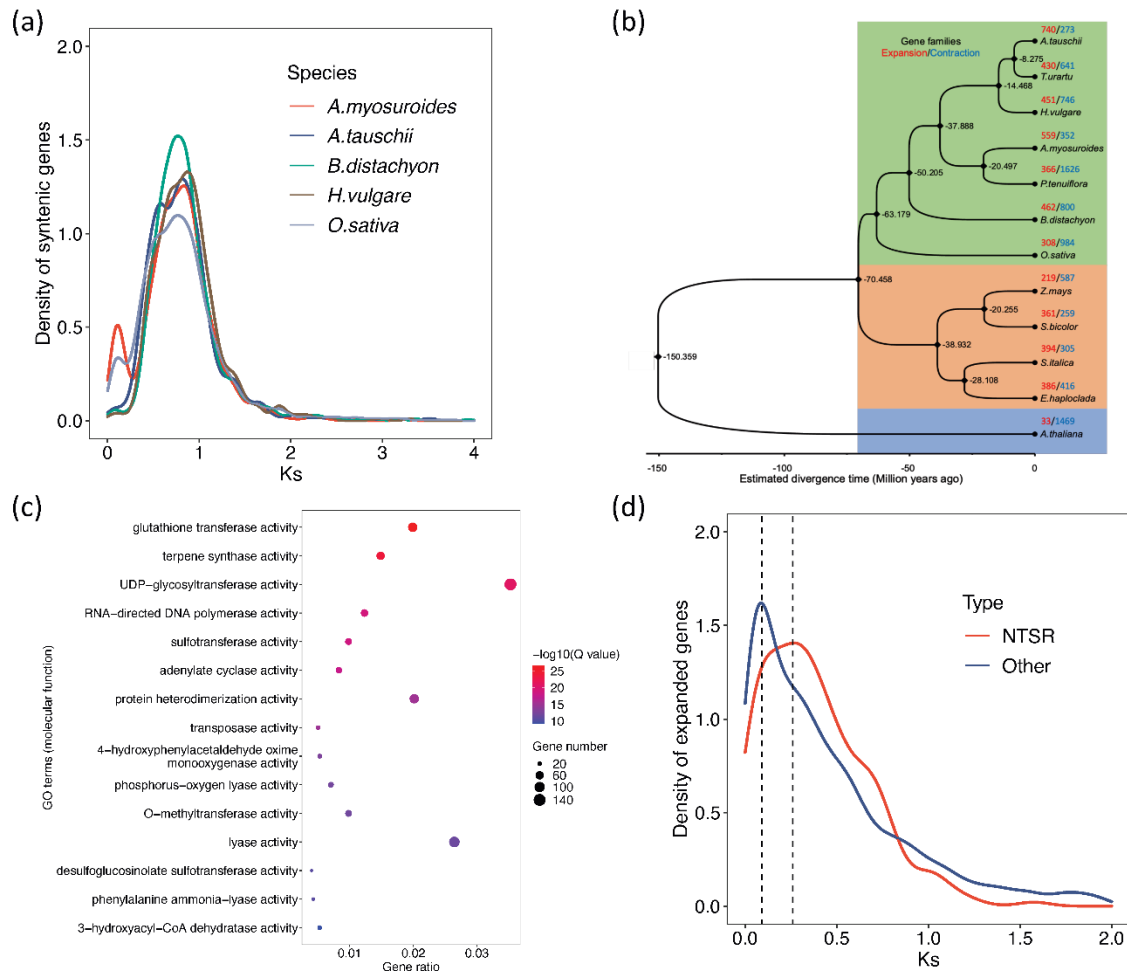 (a)
2.0
1.5
1.0
0.5
0.0
Density of syntenic genes
Species
A.myosuroides
A.tauschii
B.distachyon
H.vulgare
O.sativa
0 1 2 3 4
Ks
(b)
Gene families
Expansion/Contraction
740/273
A.tauschii
-8.275
430/641
T.urartu
-14.468
451/746
H.vulgare
-37.888
559/352
A.myosuroides
-20.497
366/1626
P.tenuiflora
-50.205
462/800
B.distachyon
-63.179
308/984
O.sativa
-70.458
219/587
Z.mays
-20.255
361/259
S.bicolor
-38.932
394/305
S.italica
-28.108
386/416
E.haploclada
-150.359
33/1469
A.thaliana
-150 -100 -50 0
Estimated divergence time (Million years ago)
(c)
GO terms (molecular function)
glutathione transferase activity
terpene synthase activity
UDP−glycosyltransferase activity
RNA−directed DNA polymerase activity
sulfotransferase activity
adenylate cyclase activity
protein heterodimerization activity
transposase activity
4−hydroxyphenylacetaldehyde oxime
monooxygenase activity
phosphorus−oxygen lyase activity
O−methyltransferase activity
lyase activity
desulfoglucosinolate sulfotransferase activity
phenylalanine ammonia−lyase activity
3−hydroxyacyl−CoA dehydratase activity
0.01 0.02 0.03
Gene ratio
−log10(Q value)
25
20
15
10
Gene number
20
60
100
140
(d)
2.0
1.5
1.0
0.5
0.0
Density of expanded genes
Type
NTSR
Other
0.0 0.5 1.0 1.5 2.0
Ks